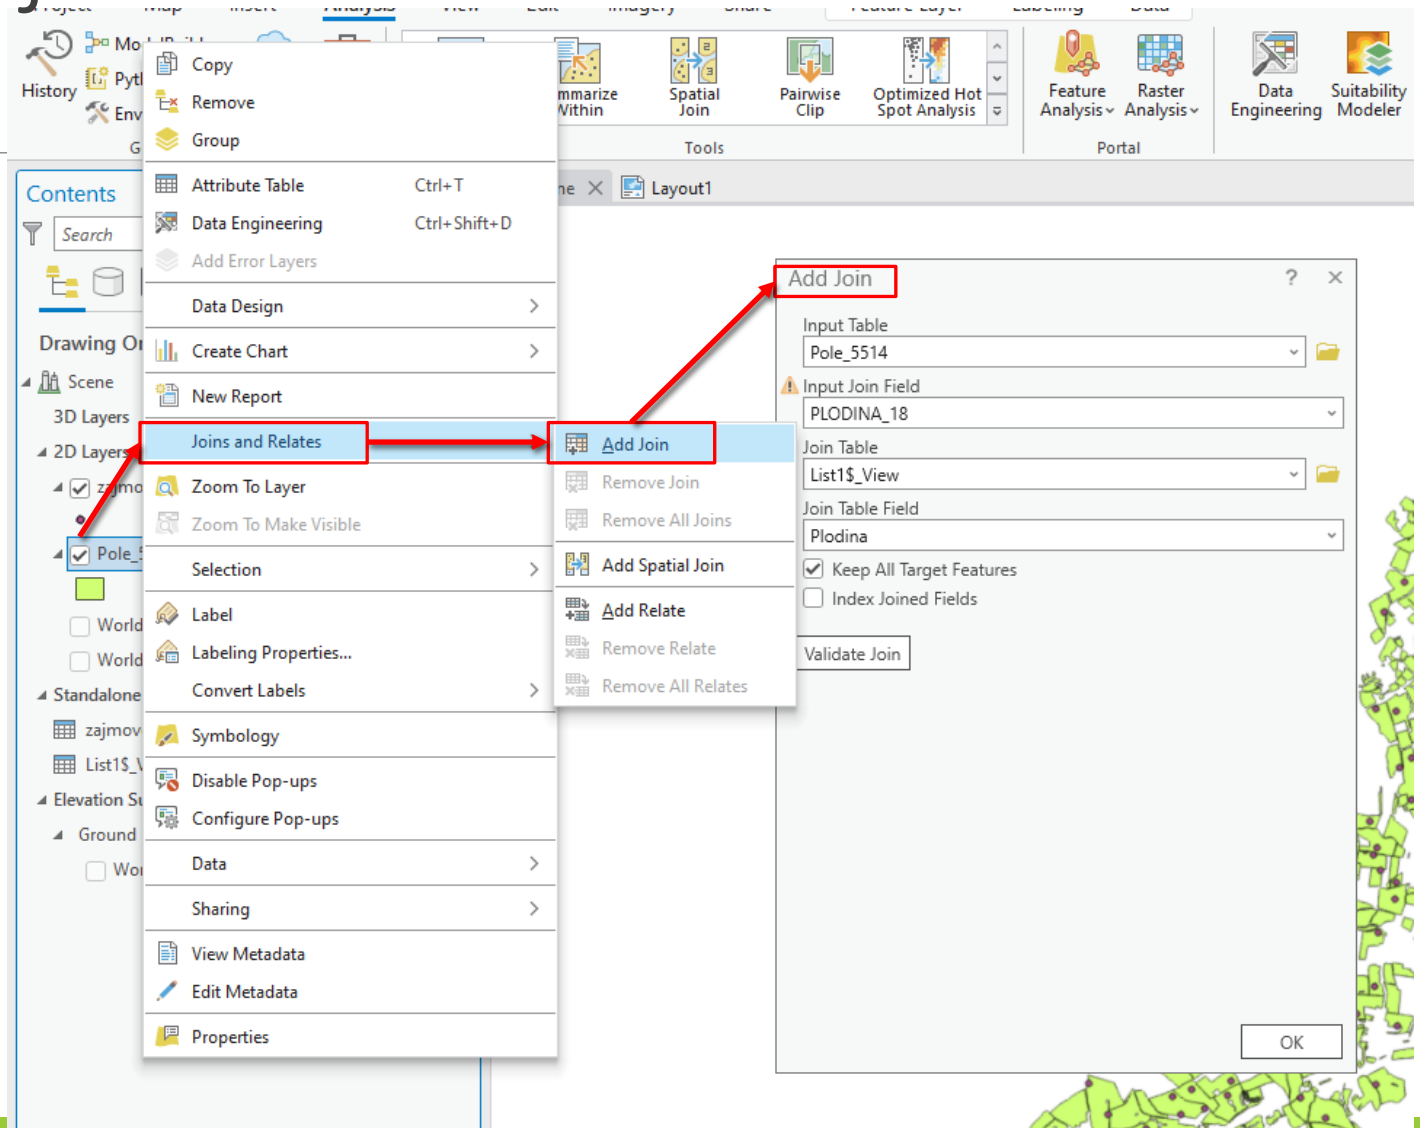 Analysis
History
Pyth
Env
Summarize Within
Spatial Join
Pairwise Clip
Optimized Hot Spot Analysis
Feature Analysis
Raster Analysis
Data Engineering
Suitability Modeler
Tools
Portal
Contents
Search
Layout1
Drawing Or
Scene
3D Layers
2D Layers
zajmo
Pole_5
World
World
Standalone
zajmov
List1$_V
Elevation Su
Ground
Wor
Copy
Remove
Group
Attribute Table Ctrl+T
Data Engineering Ctrl+Shift+D
Add Error Layers
Data Design
Create Chart
New Report
Joins and Relates
Zoom To Layer
Zoom To Make Visible
Selection
Label
Labeling Properties...
Convert Labels
Symbology
Disable Pop-ups
Configure Pop-ups
Data
Sharing
View Metadata
Edit Metadata
Properties
Add Join
Remove Join
Remove All Joins
Add Spatial Join
Add Relate
Remove Relate
Remove All Relates
Add Join ? ×
Input Table
Pole_5514
Input Join Field
PLODINA_18
Join Table
List1$_View
Join Table Field
Plodina
Keep All Target Features
Index Joined Fields
Validate Join
OK